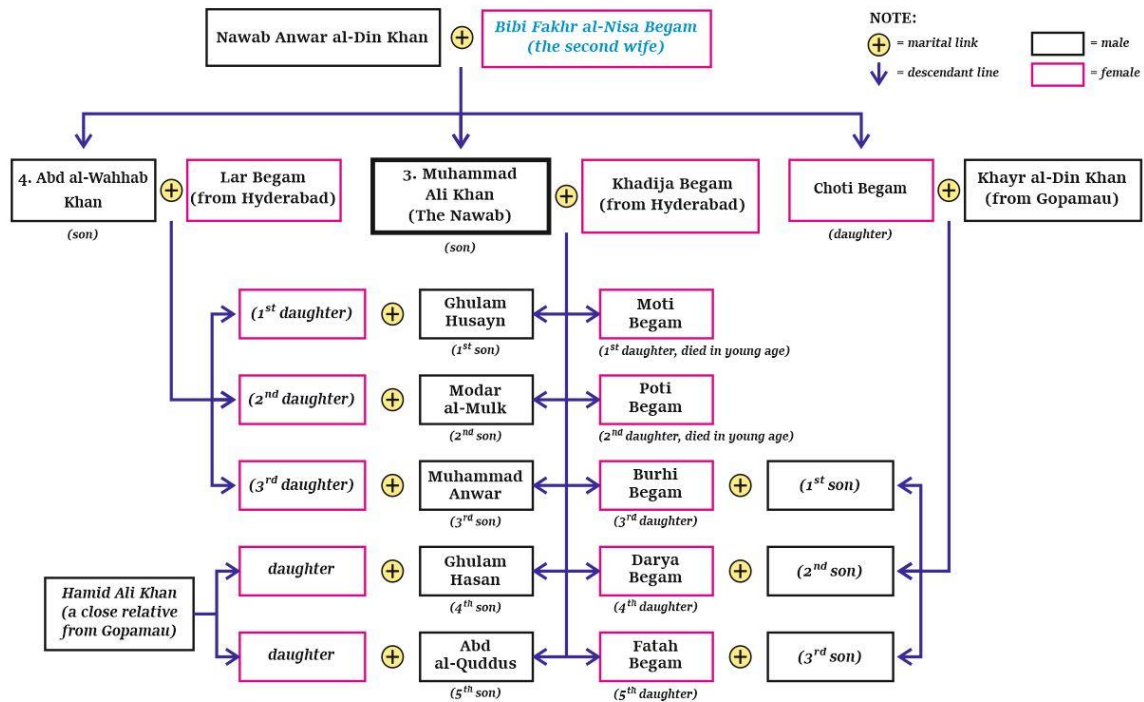 Nawab Anwar al-Din Khan
Bibi Fakhr al-Nisa Begam
(the second wife)
NOTE:
= marital link
= male
= descendant line
= female
4. Abd al-Wahhab
Khan
(son)
Lar Begam
(from Hyderabad)
3. Muhammad
Ali Khan
(The Nawab)
(son)
Khadija Begam
(from Hyderabad)
Choti Begam
(daughter)
Khayr al-Din Khan
(from Gopamau)
(1st daughter)
Ghulam
Husayn
(1st son)
Moti
Begam
(1st daughter, died in young age)
(2nd daughter)
Modar
al-Mulk
(2nd son)
Poti
Begam
(2nd daughter, died in young age)
(3rd daughter)
Muhammad
Anwar
(3rd son)
Burhi
Begam
(3rd daughter)
(1st son)
Hamid Ali Khan
(a close relative
from Gopamau)
daughter
Ghulam
Hasan
(4th son)
Darya
Begam
(4th daughter)
(2nd son)
daughter
Abd
al-Quddus
(5th son)
Fatah
Begam
(5th daughter)
(3rd son)